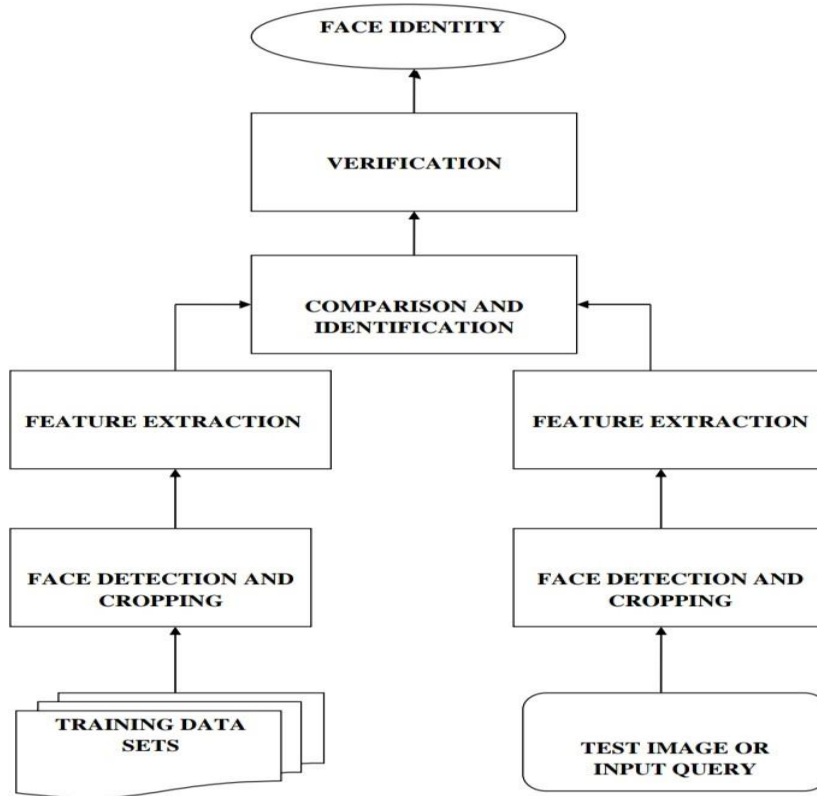 FACE IDENTITY
VERIFICATION
COMPARISON AND
IDENTIFICATION
FEATURE EXTRACTION
FEATURE EXTRACTION
FACE DETECTION AND
CROPPING
FACE DETECTION AND
CROPPING
TRAINING DATA
SETS
TEST IMAGE OR
INPUT QUERY